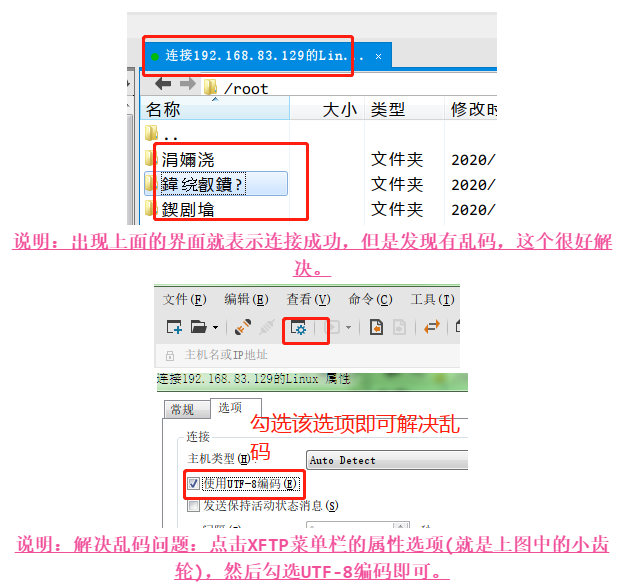 连接192.168.83.129的Lin... ×
/root
名称 大小 类型 修改时
..
涓嬭浇 文件夹 2020/
鍏叡鐨? 文件夹 2020/
鍥剧墖 文件夹 2020/
说明：出现上面的界面就表示连接成功，但是发现有乱码，这个很好解
决。
文件(F) 编辑(E) 查看(V) 命令(C) 工具(T)
主机名或IP地址
连接192.168.83.129的Linux 属性
常规 选项
勾选该选项即可解决乱
码
连接
主机类型(H): Auto Detect
使用UTF-8编码(E)
发送保持活动状态消息(S)
说明：解决乱码问题：点击XFTP菜单栏的属性选项(就是上图中的小齿
轮)，然后勾选UTF-8编码即可。